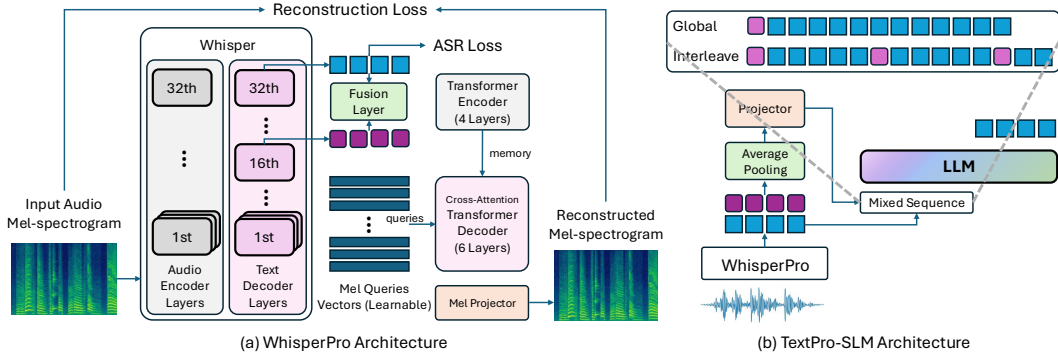 Reconstruction Loss
Whisper
ASR Loss
32th
32th
Fusion
Layer
Transformer
Encoder
(4 Layers)
16th
memory
Input Audio
Mel-spectrogram
1st
1st
queries
Cross-Attention
Transformer
Decoder
(6 Layers)
Reconstructed
Mel-spectrogram
Audio
Encoder
Layers
Text
Decoder
Layers
Mel Queries
Vectors (Learnable)
Mel Projector
(a) WhisperPro Architecture
Global
Interleave
Projector
Average
Pooling
LLM
Mixed Sequence
WhisperPro
(b) TextPro-SLM Architecture